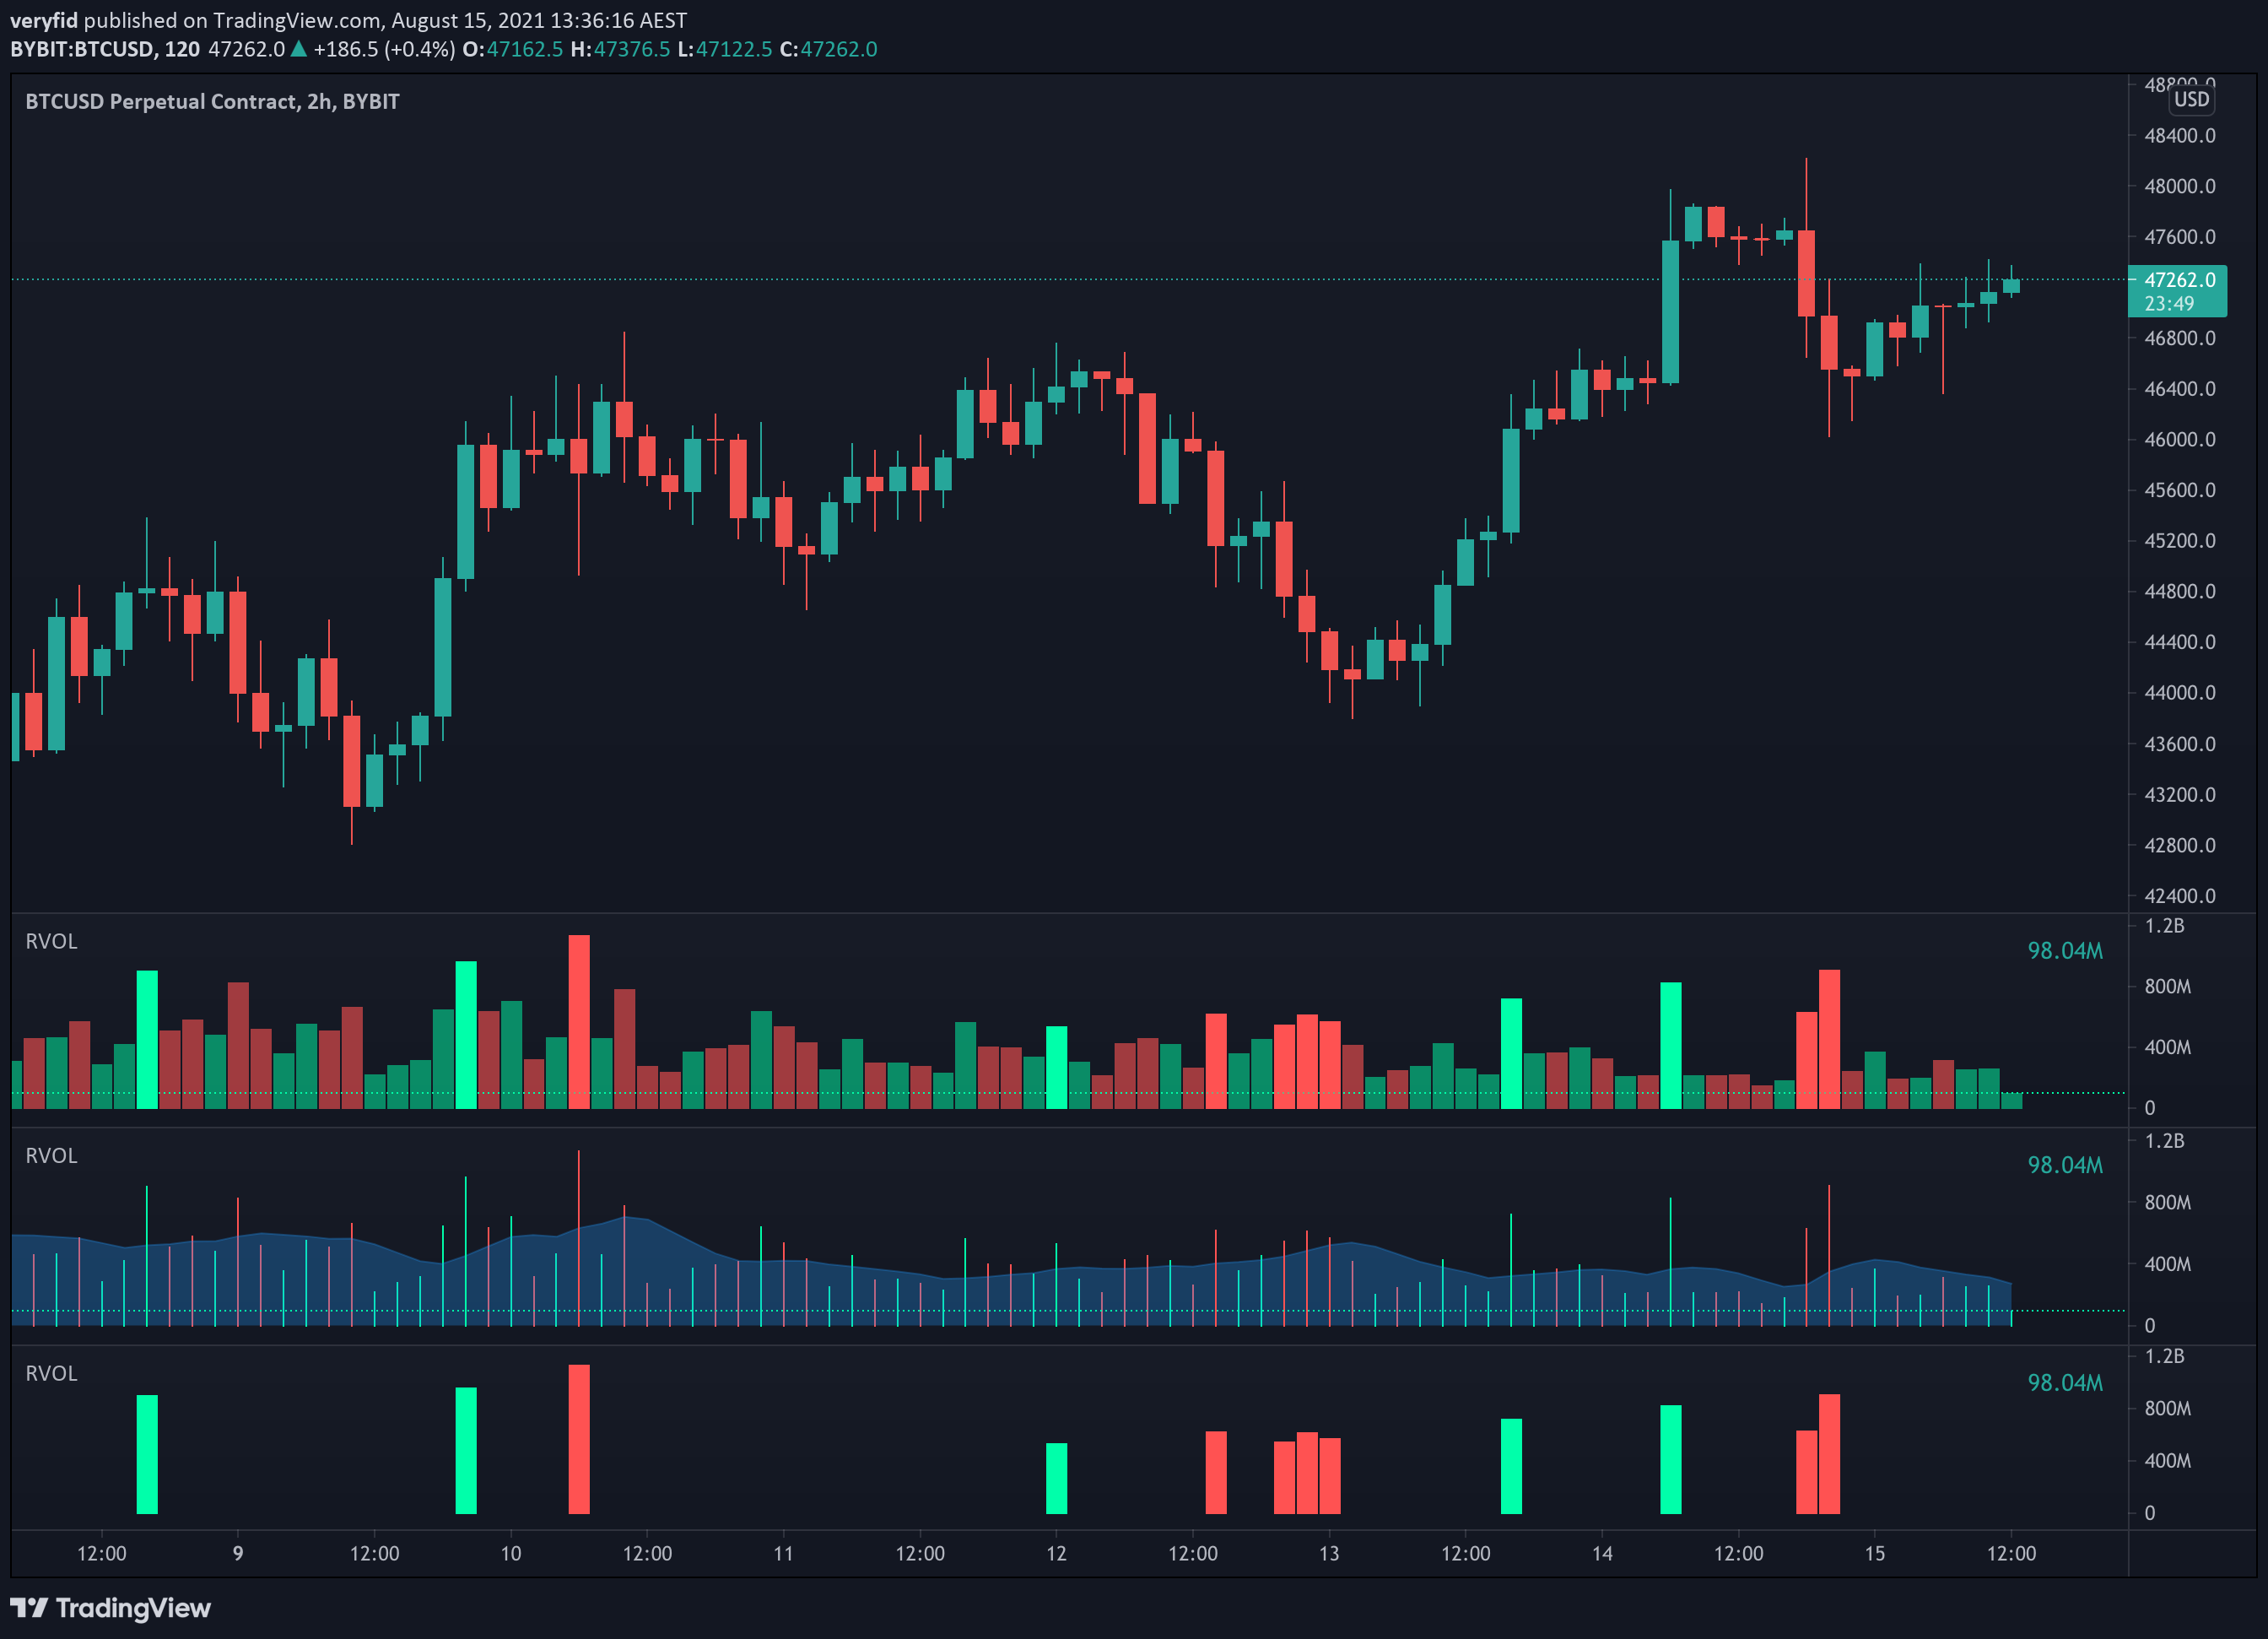 veryfid published on TradingView.com, August 15, 2021 13:36:16 AEST
BYBIT:BTCUSD, 120 47262.0 ▲ +186.5 (+0.4%) O:47162.5 H:47376.5 L:47122.5 C:47262.0
BTCUSD Perpetual Contract, 2h, BYBIT
48800.0
USD
48400.0
48000.0
47600.0
47262.0
23:49
46800.0
46400.0
46000.0
45600.0
45200.0
44800.0
44400.0
44000.0
43600.0
43200.0
42800.0
42400.0
RVOL
98.04M
1.2B
800M
400M
0
RVOL
98.04M
1.2B
800M
400M
0
RVOL
98.04M
1.2B
800M
400M
0
12:00 9 12:00 10 12:00 11 12:00 12 12:00 13 12:00 14 12:00 15 12:00
TradingView